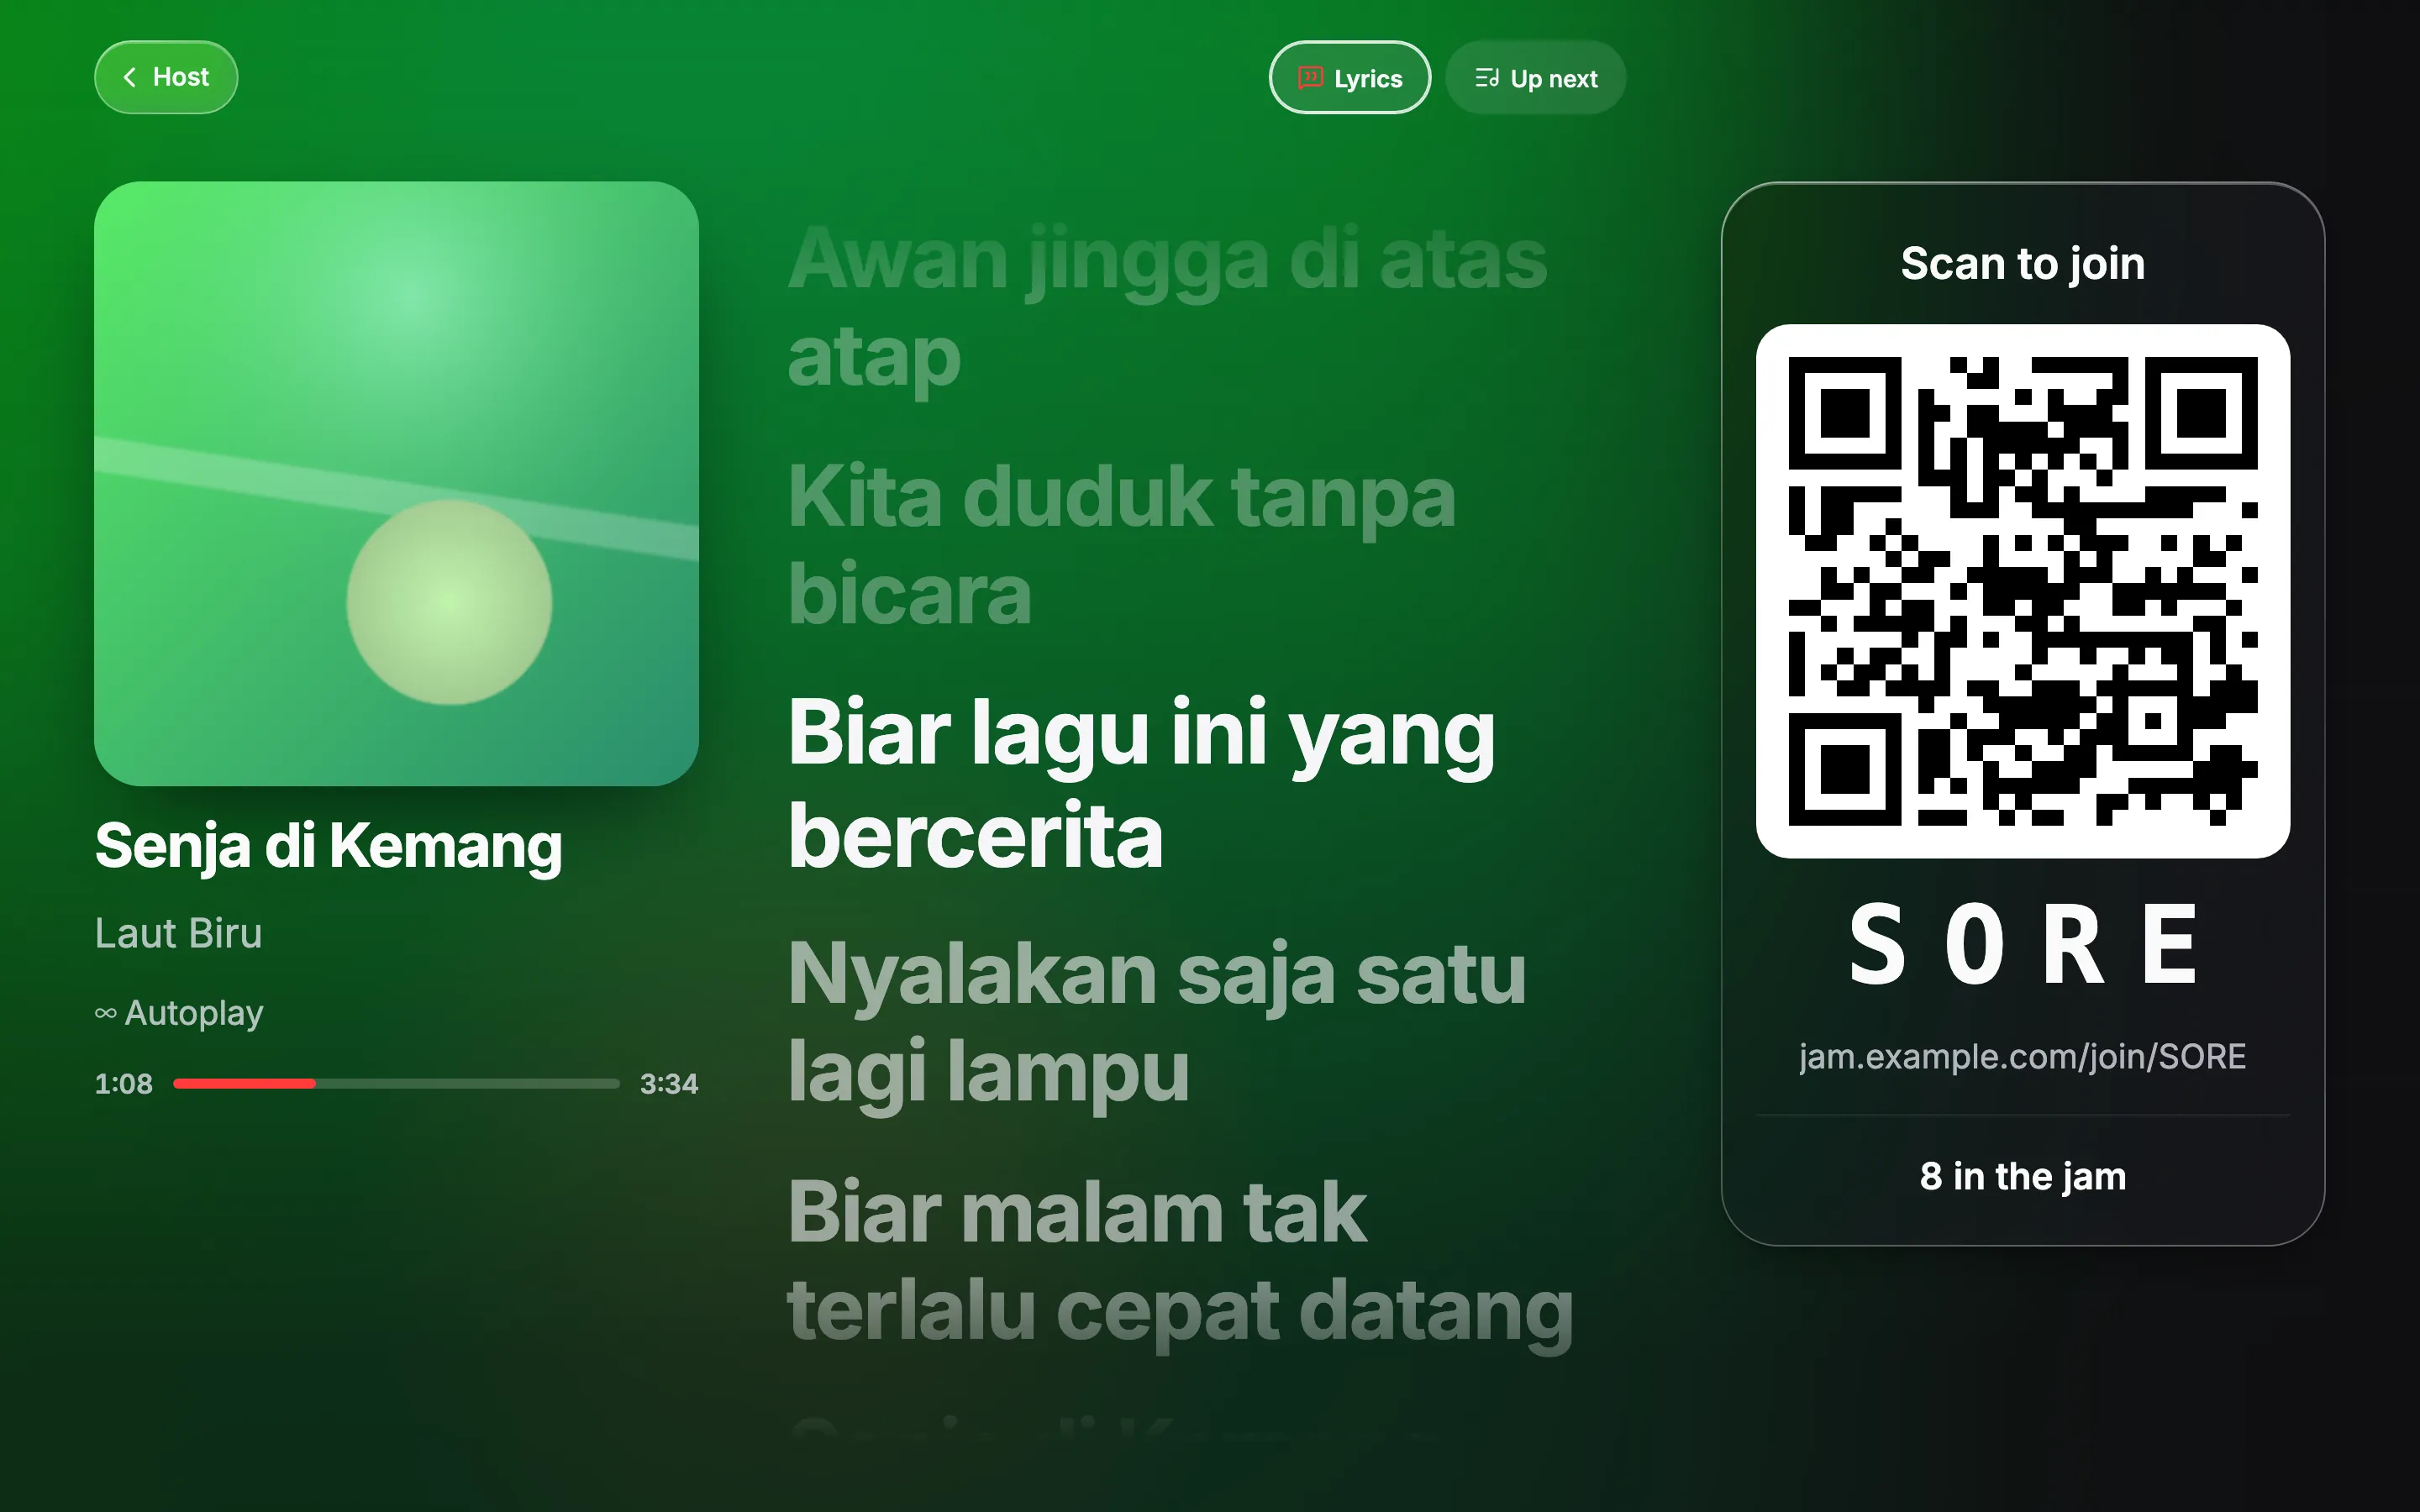 Host
Lyrics
Up next
Senja di Kemang
Laut Biru
∞ Autoplay
1:08
3:34
Awan jingga di atas
atap
Kita duduk tanpa
bicara
Biar lagu ini yang
bercerita
Nyalakan saja satu
lagi lampu
Biar malam tak
terlalu cepat datang
Scan to join
SORE
jam.example.com/join/SORE
8 in the jam